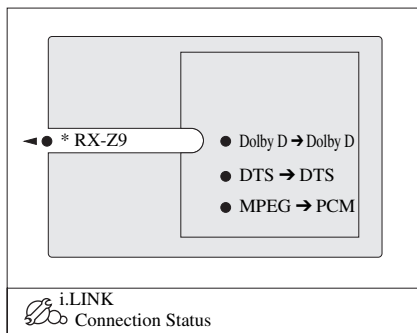 * RX-Z9
Dolby D ➔ Dolby D
DTS ➔ DTS
MPEG ➔ PCM
i.LINK
Connection Status